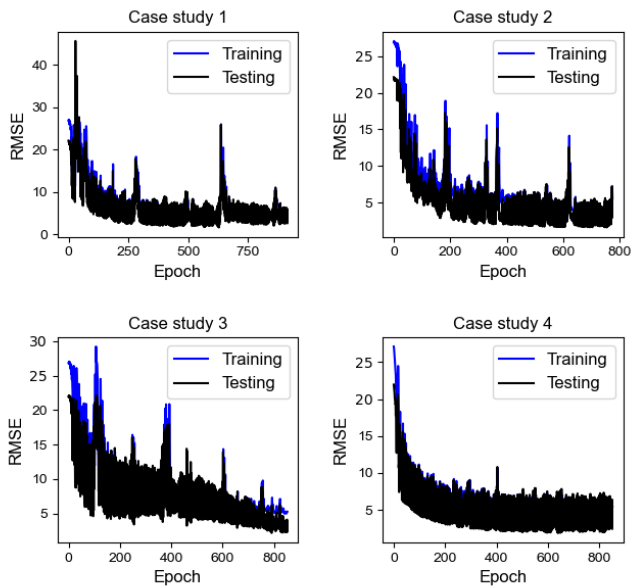 Case study 1
RMSE
40
30
20
10
0
0 250 500 750
Epoch
Training
Testing
Case study 2
RMSE
25
20
15
10
5
0 200 400 600 800
Epoch
Training
Testing
Case study 3
RMSE
30
25
20
15
10
5
0 200 400 600 800
Epoch
Training
Testing
Case study 4
RMSE
25
20
15
10
5
0 200 400 600 800
Epoch
Training
Testing